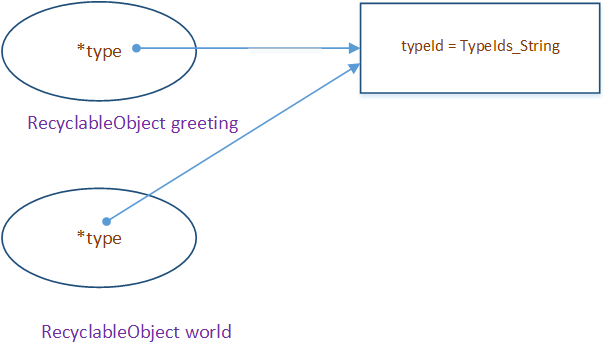 *type
typeId = TypeIds_String
RecyclableObject greeting
*type
RecyclableObject world